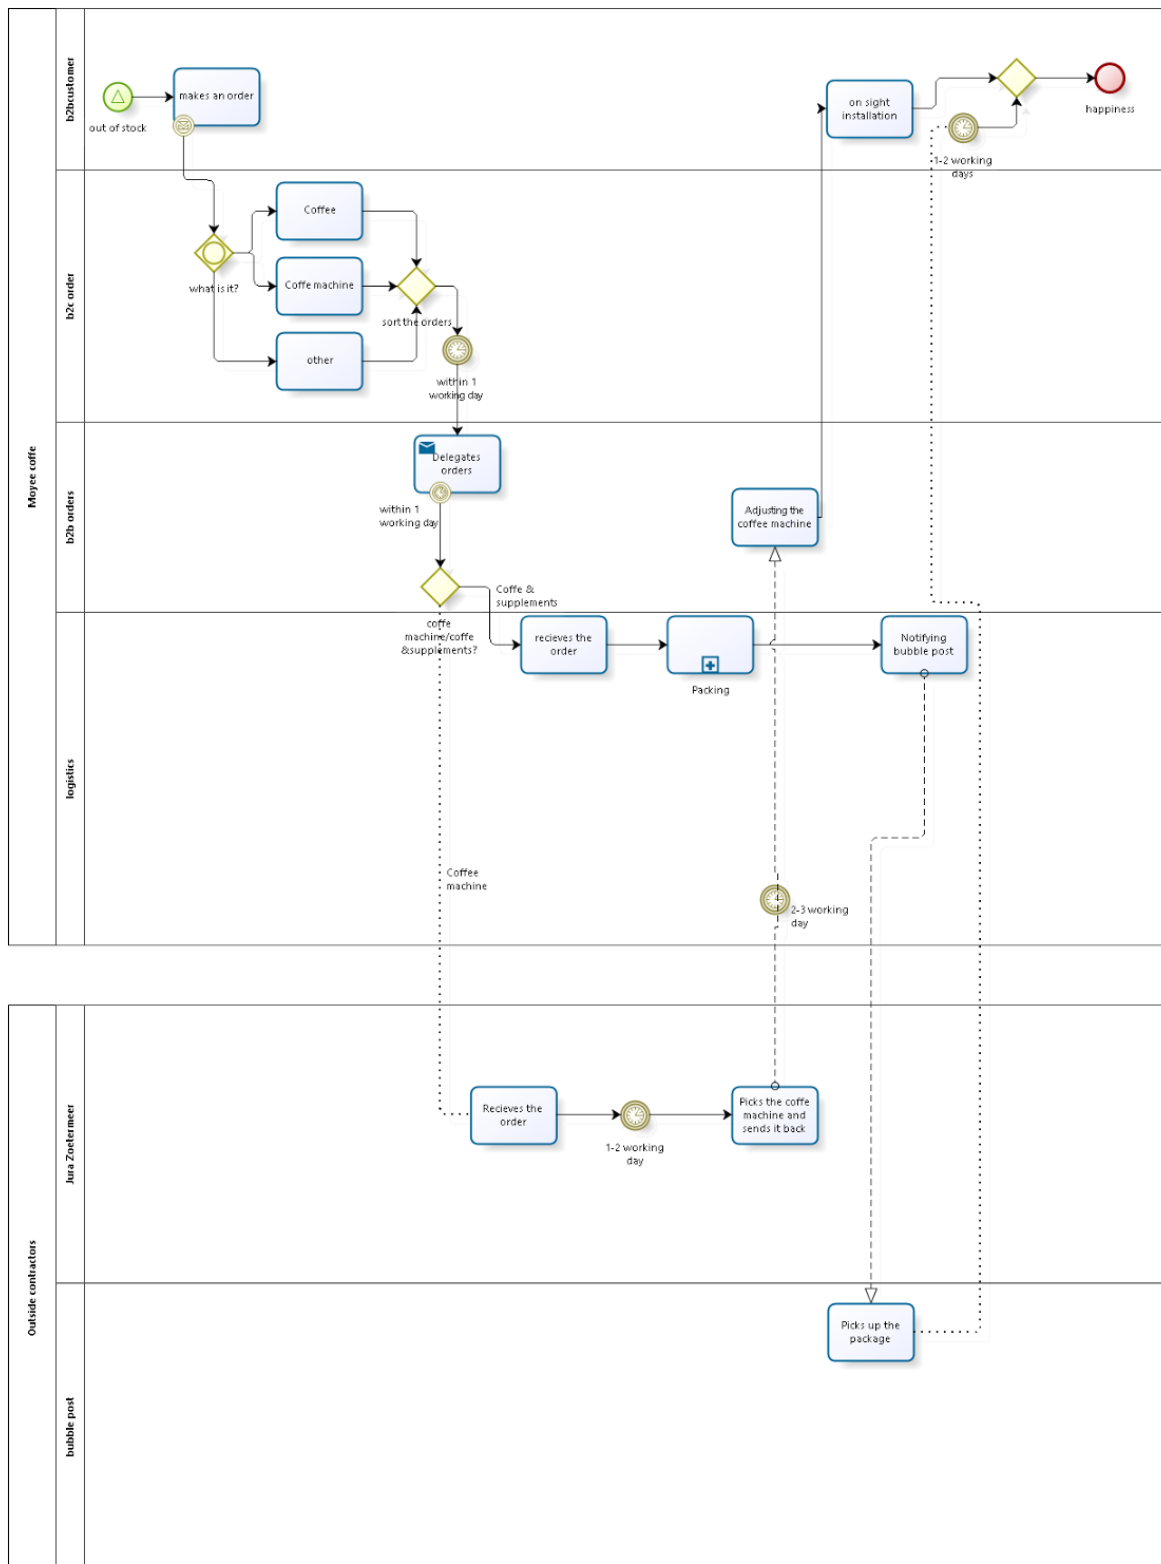 Moyee coffe
b2bcustomer
out of stock
makes an order
on sight
installation
1-2 working
days
happiness
b2c order
what is it?
Coffee
Coffe machine
other
sort the orders
within 1
working day
b2b orders
Delegates
orders
within 1
working day
Adjusting the
coffee machine
Coffe &
supplements
coffe
machine/coffe
&supplements?
logistics
recieves the
order
Packing
Notifying
bubble post
Coffee
machine
2-3 working
day
Outside contractors
Jura Zoetermeer
Recieves the
order
1-2 working
day
Picks the coffe
machine and
sends it back
bubble post
Picks up the
package